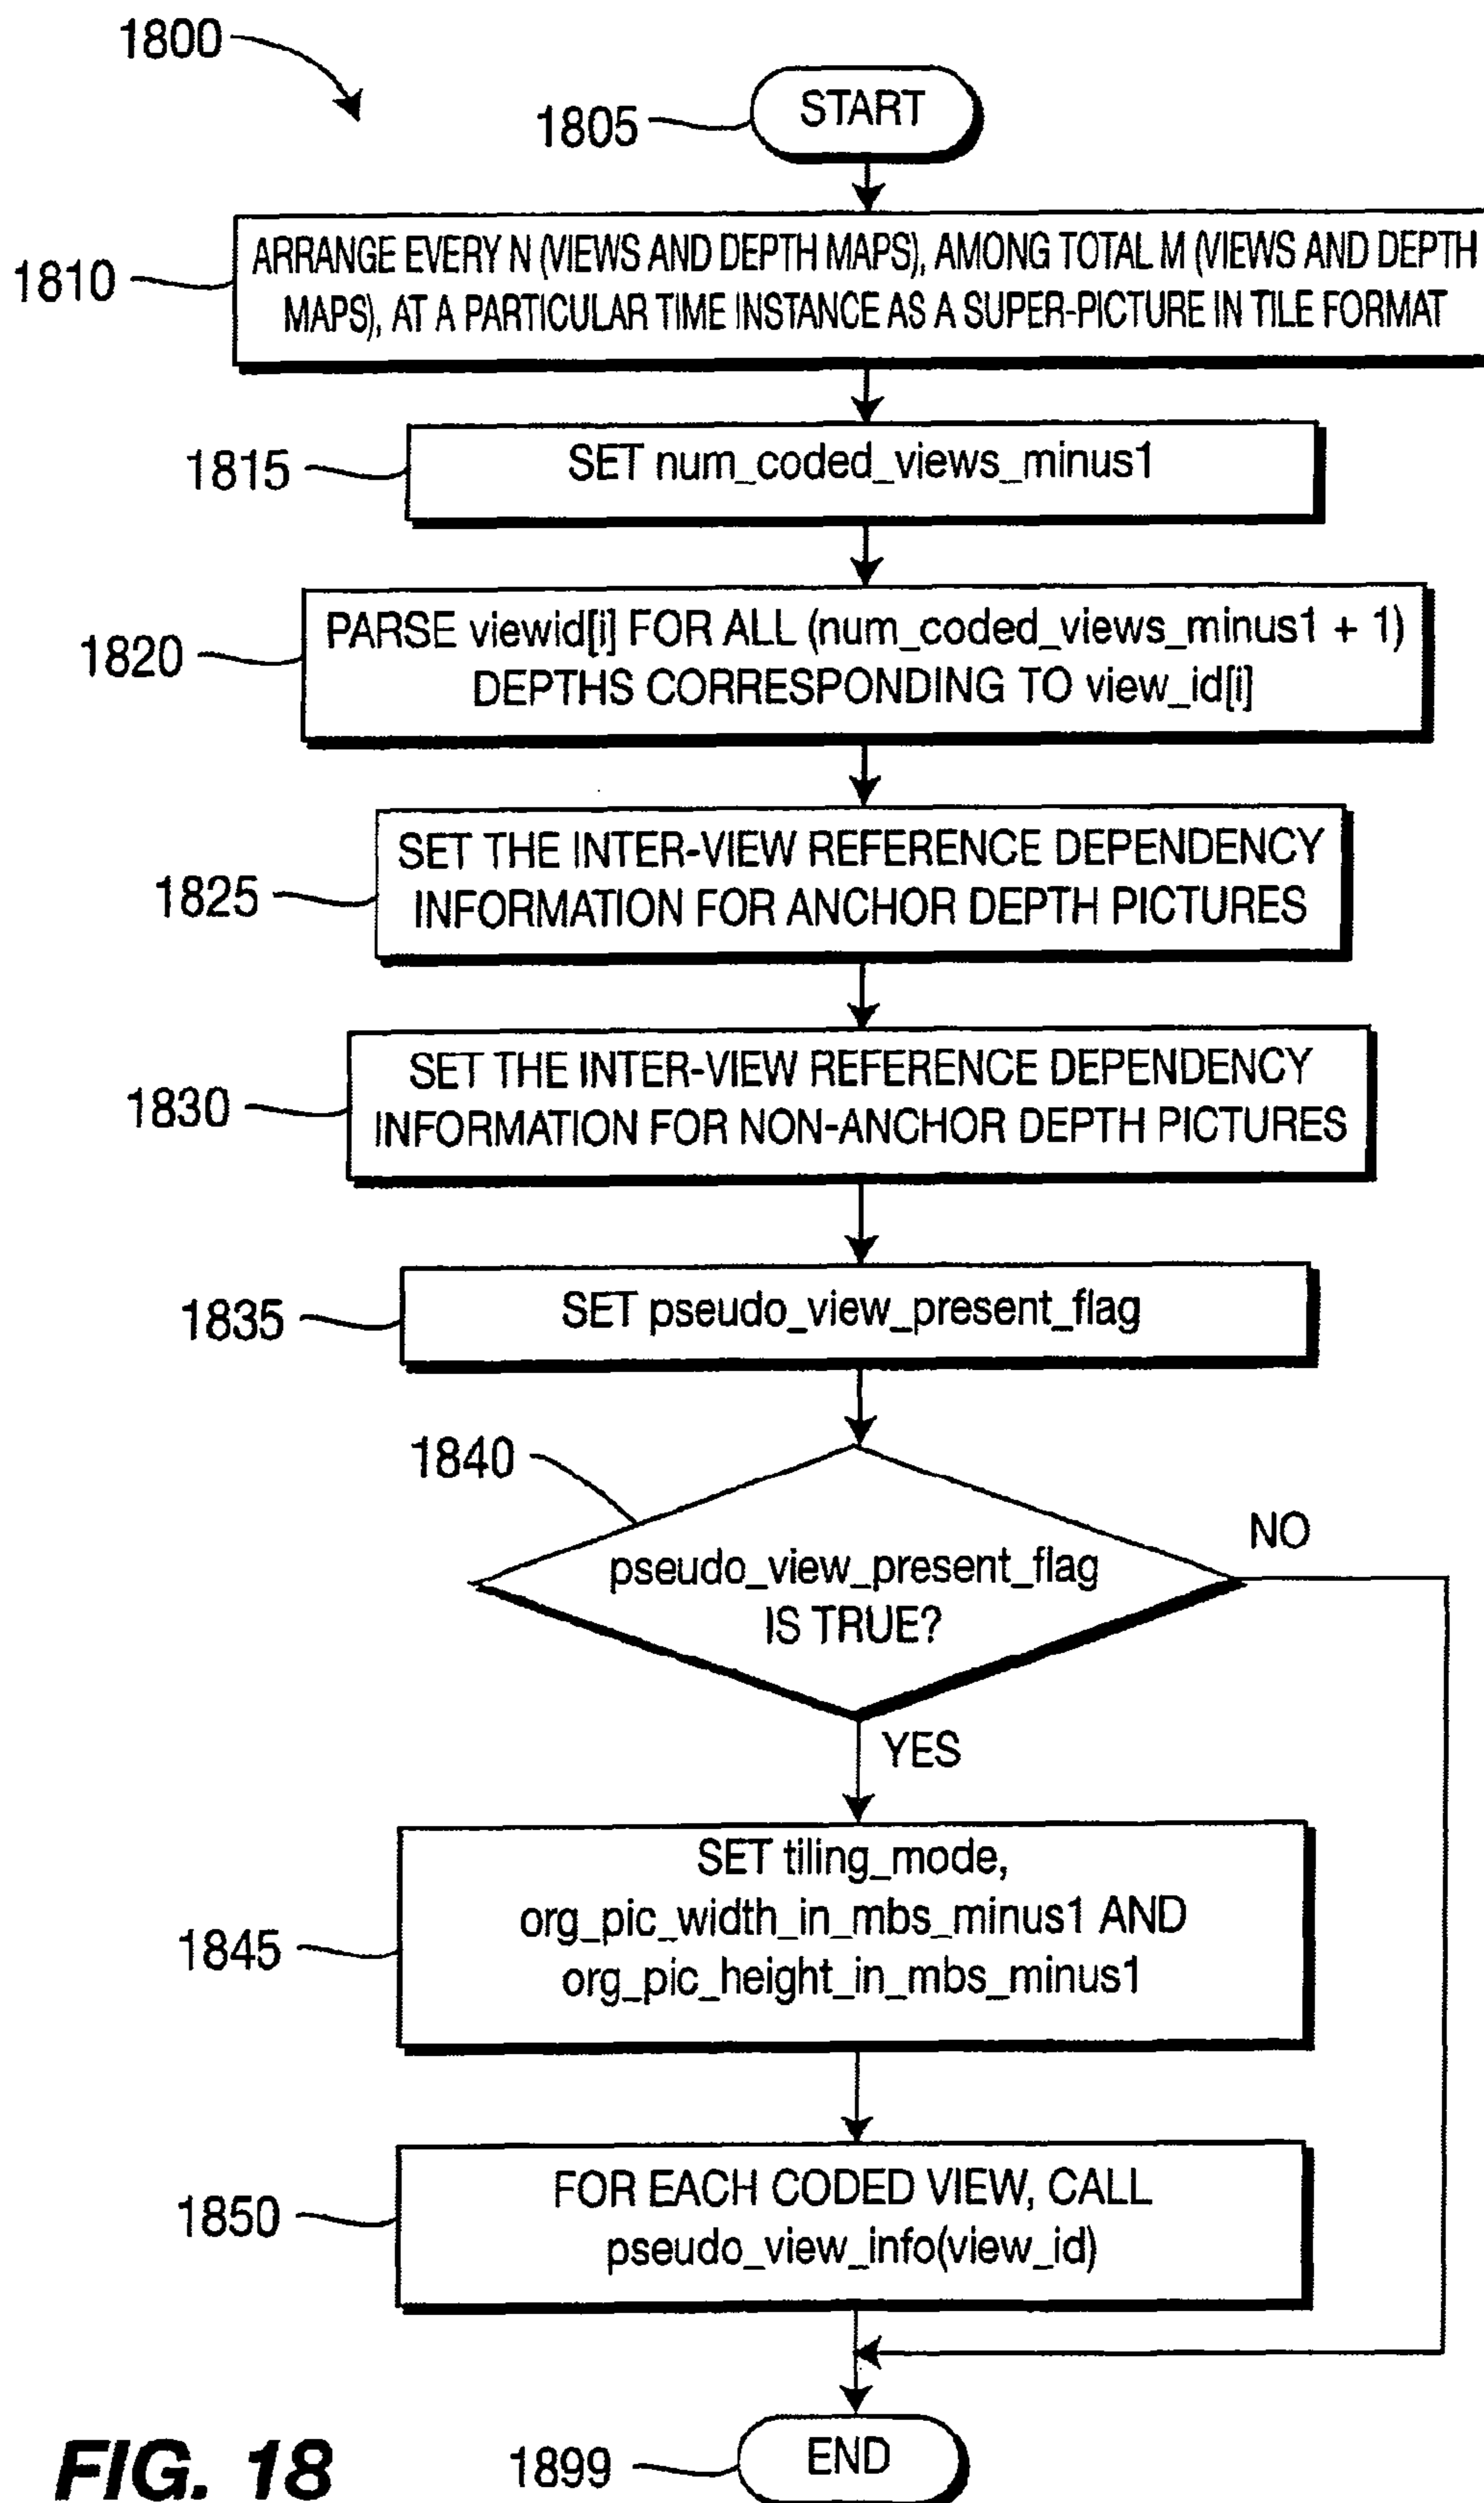 1800
1805
START
1810
ARRANGE EVERY N (VIEWS AND DEPTH MAPS), AMONG TOTAL M (VIEWS AND DEPTH
MAPS), AT A PARTICULAR TIME INSTANCE AS A SUPER-PICTURE IN TILE FORMAT
1815
SET num_coded_views_minus1
1820
PARSE viewid[i] FOR ALL (num_coded_views_minus1 + 1)
DEPTHS CORRESPONDING TO view_id[i]
1825
SET THE INTER-VIEW REFERENCE DEPENDENCY
INFORMATION FOR ANCHOR DEPTH PICTURES
1830
SET THE INTER-VIEW REFERENCE DEPENDENCY
INFORMATION FOR NON-ANCHOR DEPTH PICTURES
1835
SET pseudo_view_present_flag
1840
pseudo_view_present_flag
IS TRUE?
NO
YES
1845
SET tiling_mode,
org_pic_width_in_mbs_minus1 AND
org_pic_height_in_mbs_minus1
1850
FOR EACH CODED VIEW, CALL
pseudo_view_info(view_id)
1899
END
FIG. 18